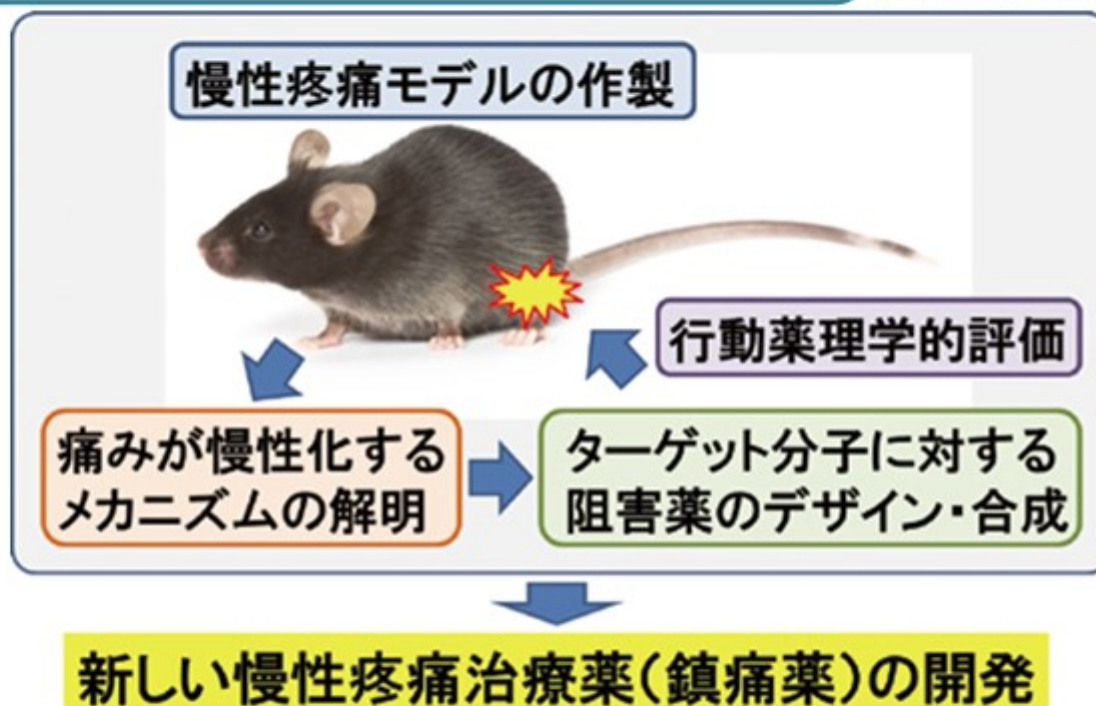 慢性疼痛モデルの作製
行動薬理学的評価
痛みが慢性化する
メカニズムの解明
ターゲット分子に対する
阻害薬のデザイン・合成
新しい慢性疼痛治療薬(鎮痛薬)の開発